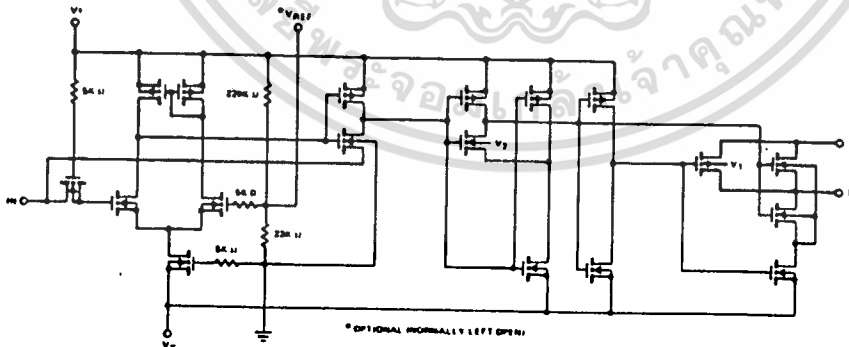 V+
*VREF
5K Ω
220K Ω
IN
5K Ω
V2
V1
5K Ω
22K Ω
V-
* OPTIONAL (NORMALLY LEFT OPEN)